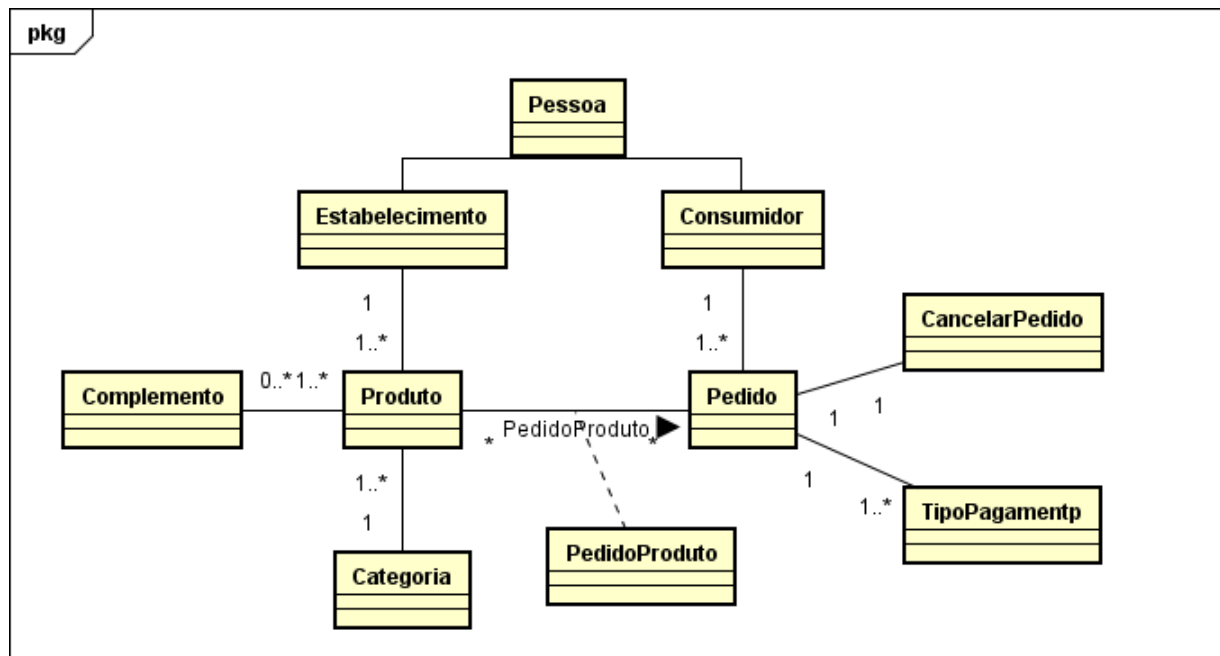 pkg
Pessoa
Estabelecimento
Consumidor
1
1
CancelarPedido
1..*
1..*
Complemento
0..*
1..*
Produto
Pedido
*
PedidoProduto
*
1
1
1..*
1
1..*
1
TipoPagamentp
PedidoProduto
Categoria